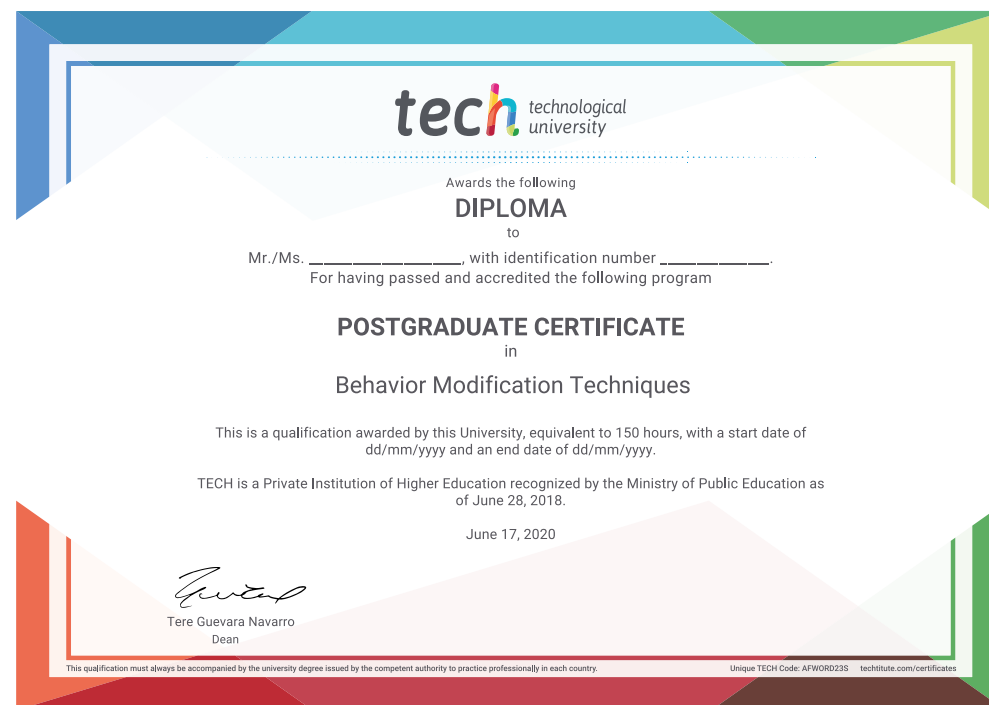 tech technological
university
Awards the following
DIPLOMA
to
Mr./Ms. ____________________, with identification number ______________.
For having passed and accredited the following program
POSTGRADUATE CERTIFICATE
in
Behavior Modification Techniques
This is a qualification awarded by this University, equivalent to 150 hours, with a start date of
dd/mm/yyyy and an end date of dd/mm/yyyy.
TECH is a Private Institution of Higher Education recognized by the Ministry of Public Education as
of June 28, 2018.
June 17, 2020
Tere Guevara Navarro
Dean
This qualification must always be accompanied by the university degree issued by the competent authority to practice professionally in each country. Unique TECH Code: AFWORD23S techtitute.com/certificates